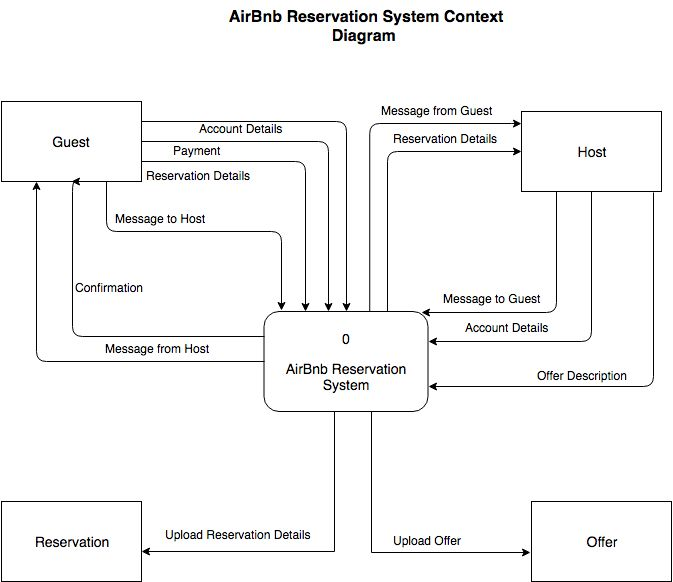 AirBnb Reservation System Context
Diagram
Guest
Account Details
Payment
Reservation Details
Message to Host
Confirmation
Message from Host
Message from Guest
Reservation Details
Host
Message to Guest
Account Details
Offer Description
0
AirBnb Reservation
System
Reservation
Upload Reservation Details
Upload Offer
Offer